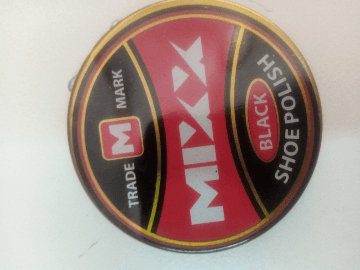 TRADE M MARK
MIXX
BLACK
SHOE POLISH